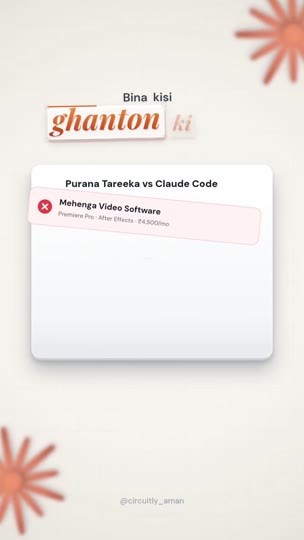 Bina kisi
ghanton ki
Purana Tareeka vs Claude Code
Mehenga Video Software
Premiere Pro · After Effects · ₹4,500/mo
@circuitly_aman